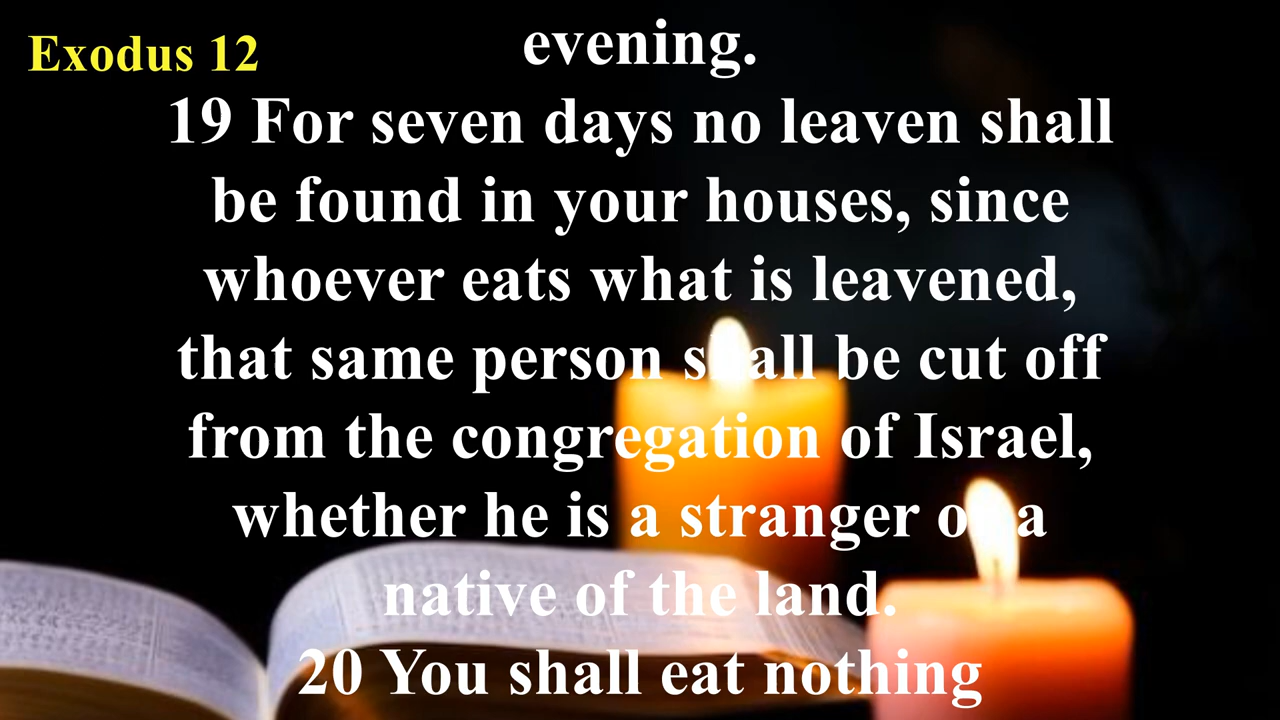 Exodus 12
evening.
19 For seven days no leaven shall
be found in your houses, since
whoever eats what is leavened,
that same person shall be cut off
from the congregation of Israel,
whether he is a stranger or a
native of the land.
20 You shall eat nothing